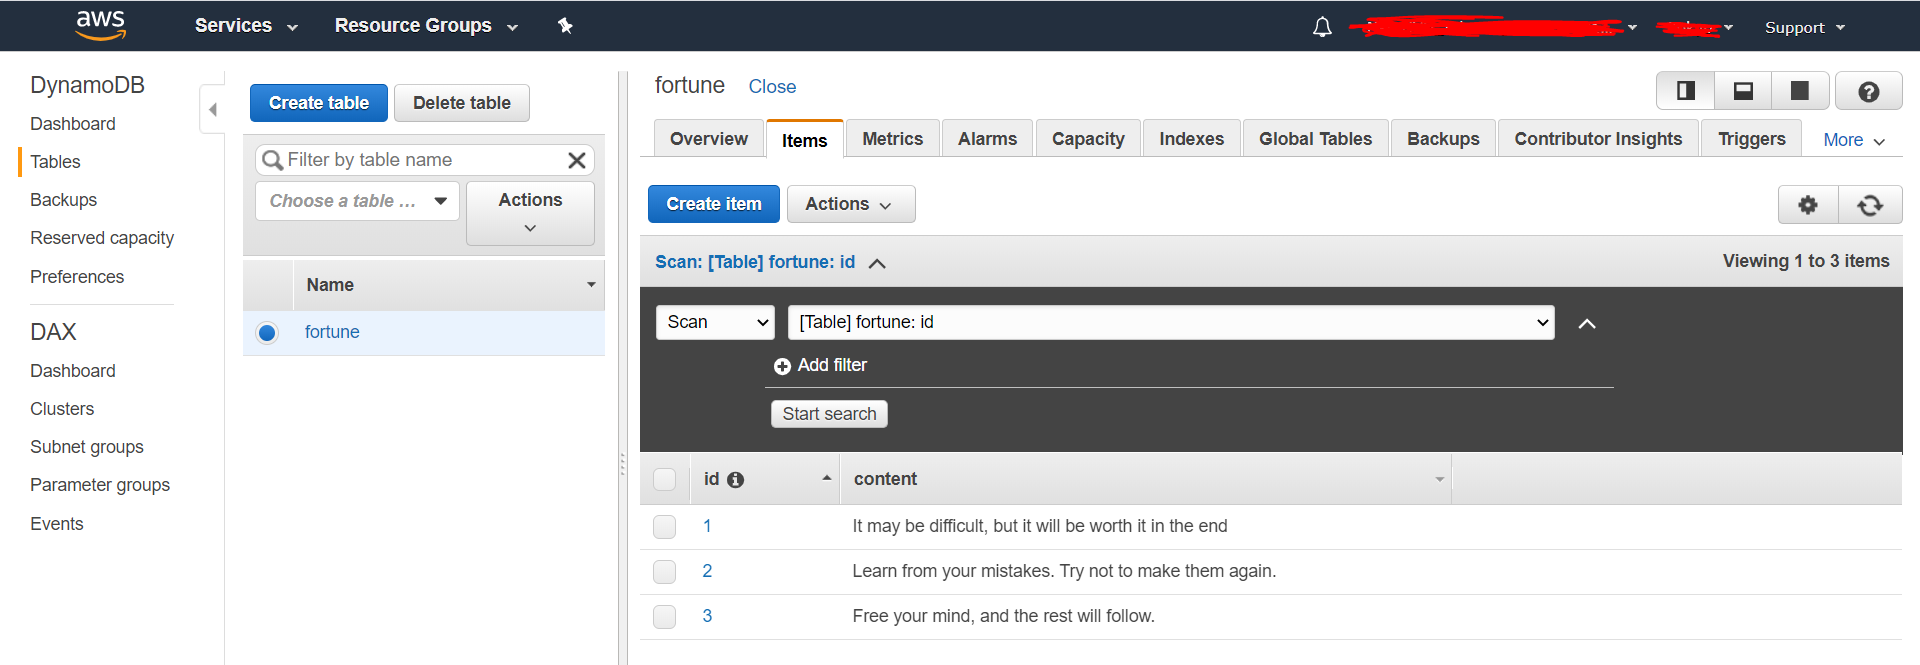 aws Services Resource Groups Support
DynamoDB
Dashboard
Tables
Backups
Reserved capacity
Preferences
DAX
Dashboard
Clusters
Subnet groups
Parameter groups
Events
Create table Delete table
Filter by table name
Choose a table ... Actions
Name
fortune
fortune Close
Overview Items Metrics Alarms Capacity Indexes Global Tables Backups Contributor Insights Triggers More
Create item Actions
Scan: [Table] fortune: id Viewing 1 to 3 items
Scan [Table] fortune: id
Add filter
Start search
id content
1 It may be difficult, but it will be worth it in the end
2 Learn from your mistakes. Try not to make them again.
3 Free your mind, and the rest will follow.